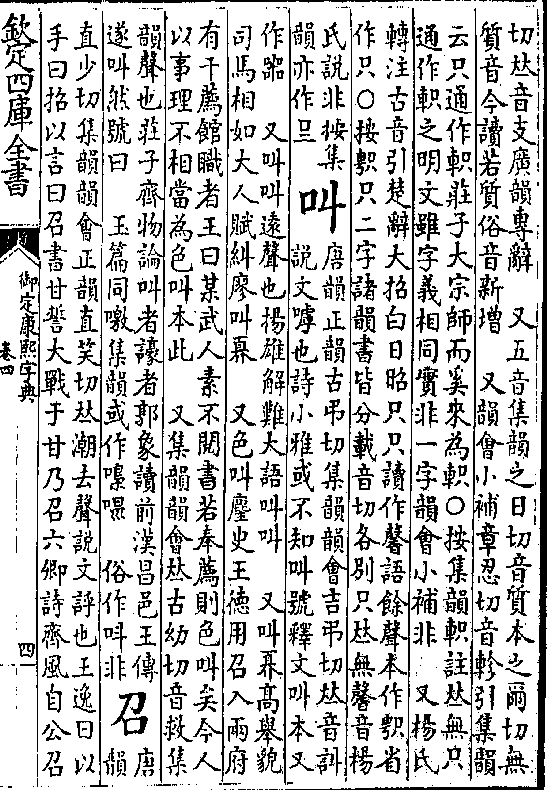 切𠀤音支廣韻專辭　又五音集韻之日切音質本之爾切無
質音今讀若質俗音新增　又韻會小補章忍切音軫引集韻
云只通作軹莊子大宗師而奚來為軹○按集韻軹註𠀤無只
通作軹之明文雖字義相同實非一字韻會小補非　又楊氏
轉注古音引楚辭大招白日昭只只讀作馨語餘聲本作㪽省
作只○按㪽只二字諸韻書皆分載音切各別只𠀤無馨音楊
氏說非按集
韻亦作㫔　叫　唐韻正韻古弔切集韻韻會吉弔切𠀤音訆
說文嘑也詩小雅或不知叫號釋文叫本又
作嘂　又叫叫遠聲也揚雄解難大語叫叫　又叫奡高舉貌
司馬相如大人賦糾廖叫奡　又色叫麈史王德用召入兩府
有干薦館職者王曰某武人素不閱書若奉薦則色叫矣今人
以事理不相當為色叫本此　又集韻韻會𠀤古幼切音救集
韻聲也莊子齊物論叫者譹者郭象讀前漢昌邑王傳
遂叫然號曰　玉篇同噭集韻或作嘄嘂　俗作呌非　召　唐
韻
直少切集韻韻會正韻直笑切𠀤潮去聲說文評也王逸曰以
手曰招以言曰召書甘誓大戰于甘乃召六卿詩齊風自公召
欽定四庫全書
御定康熙字典
卷四
四